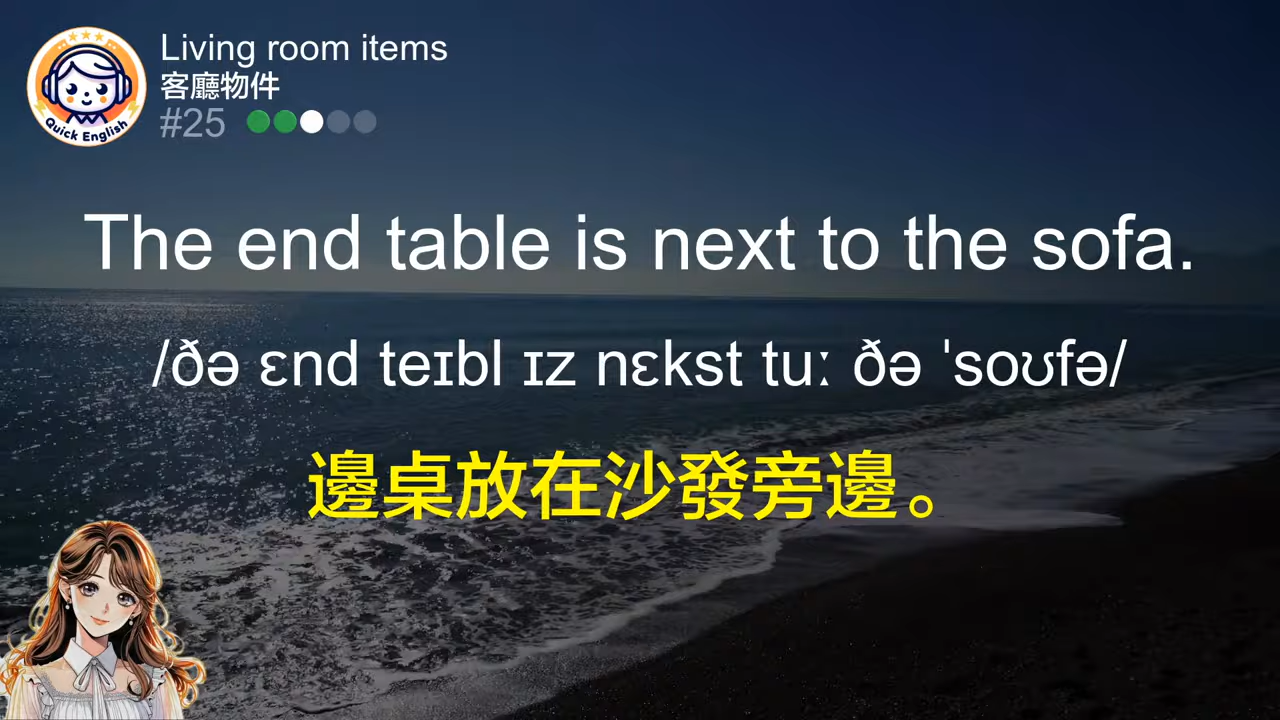 Living room items
客廳物件
#25
Quick English
The end table is next to the sofa.
/ðə ɛnd teɪbl ɪz nɛkst tuː ðə ˈsoʊfə/
邊桌放在沙發旁邊。